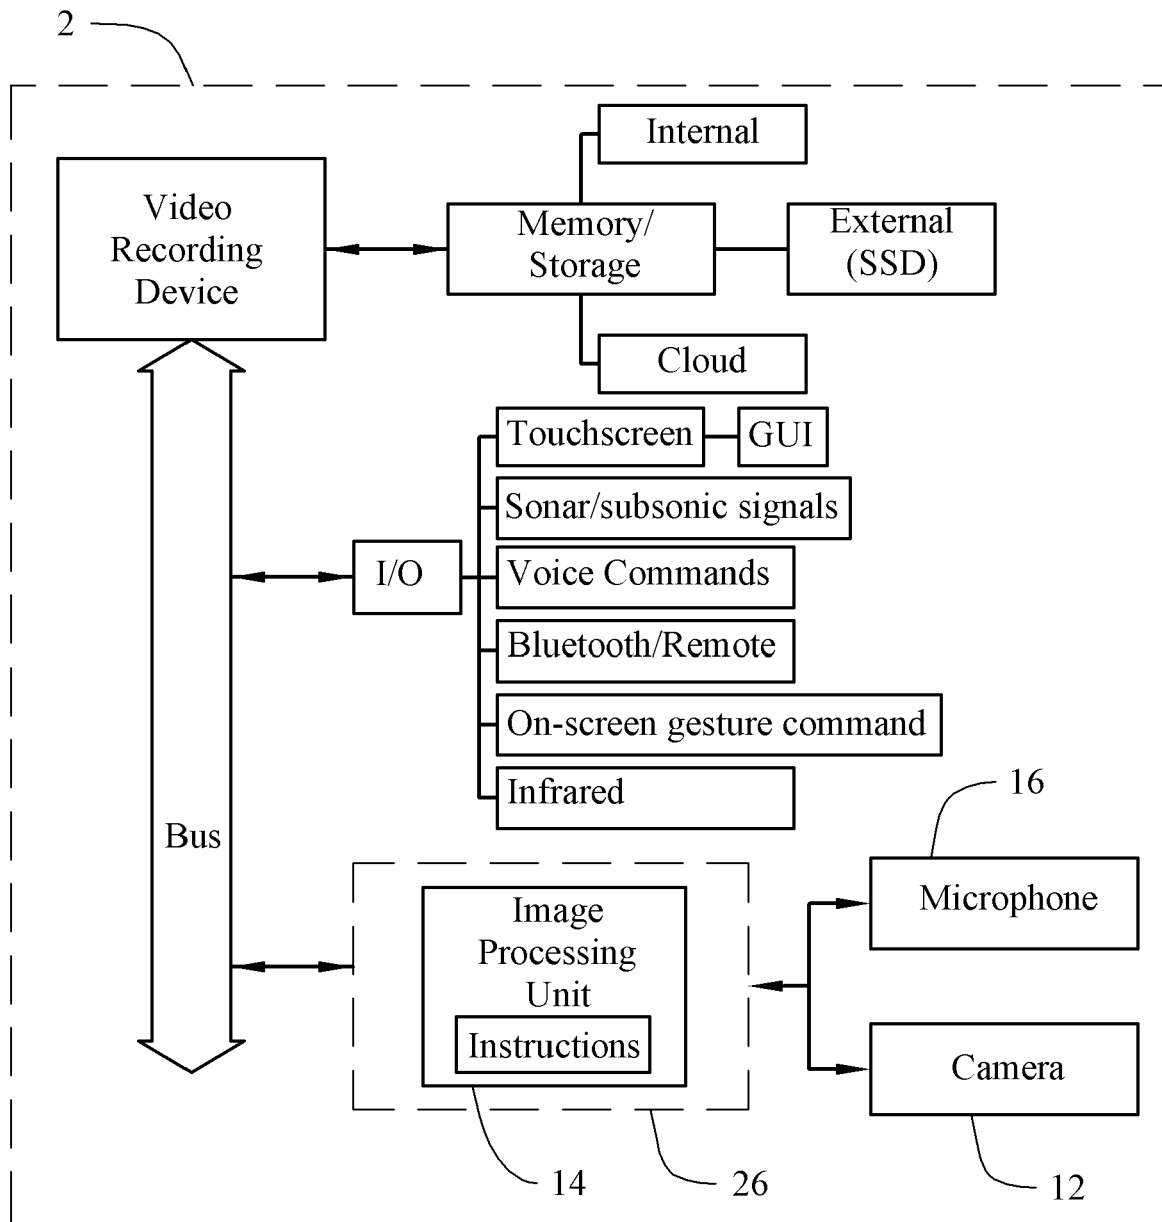 2
Internal
Video
Recording
Device
Memory/
Storage
External
(SSD)
Cloud
Touchscreen
GUI
Sonar/subsonic signals
I/O
Voice Commands
Bluetooth/Remote
On-screen gesture command
Infrared
Bus
16
Microphone
Image
Processing
Unit
Instructions
Camera
14
26
12